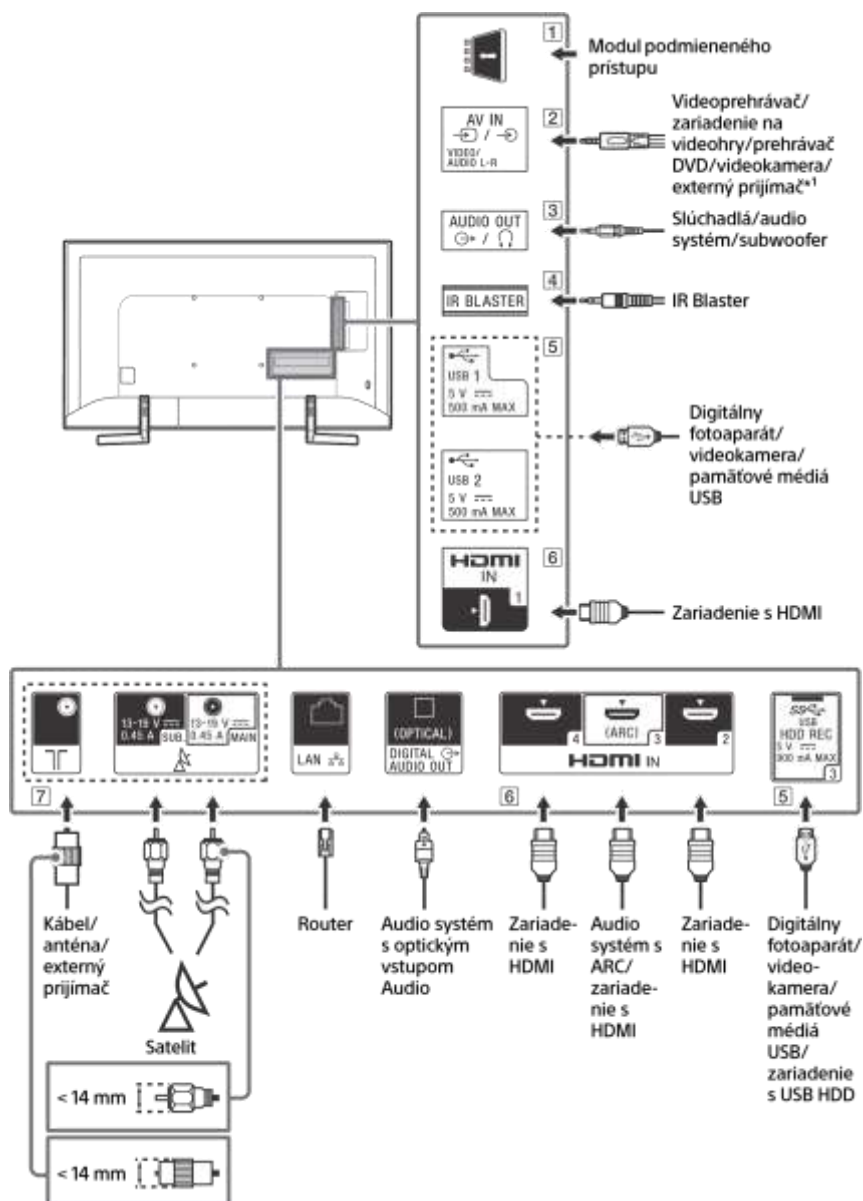 1
Modul podmieneného
prístupu
AV IN
/
VIDEO/
AUDIO L-R
2
Videoprehrávač/
zariadenie na
videohry/prehrávač
DVD/videokamera/
externý prijímač*1
AUDIO OUT
/
3
Slúchadlá/audio
systém/subwoofer
4
IR BLASTER
IR Blaster
5
USB 1
5 V
500 mA MAX
USB 2
5 V
500 mA MAX
Digitálny
fotoaparát/
videokamera/
pamäťové médiá
USB
6
HDMI
IN
1
Zariadenie s HDMI
13-19 V
0.45 A SUB
13-19 V
0.45 A MAIN
LAN
(OPTICAL)
DIGITAL
AUDIO OUT
4
(ARC) 3
2
HDMI IN
SS
USB
HDD REC
5 V
900 mA MAX
3
7
6
5
Kábel/
anténa/
externý
prijímač
Satelit
Router
Audio systém
s optickým
vstupom
Audio
Zariade-
nie s
HDMI
Audio
systém s
ARC/
zariade-
nie s
HDMI
Zariade-
nie s
HDMI
Digitálny
fotoaparát/
video-
kamera/
pamäťové
médiá
USB/
zariadenie
s USB HDD
< 14 mm
< 14 mm